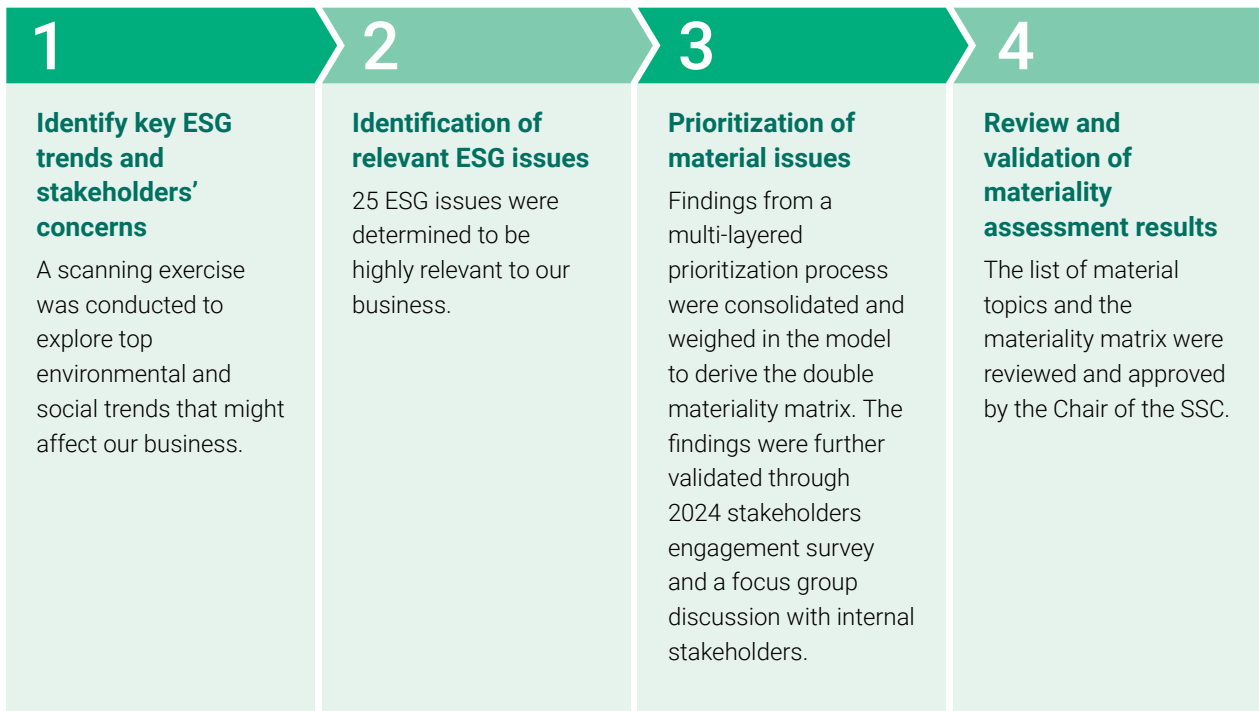 1
Identify key ESG
trends and
stakeholders’
concerns
A scanning exercise
was conducted to
explore top
environmental and
social trends that might
affect our business.
2
Identification of
relevant ESG issues
25 ESG issues were
determined to be
highly relevant to our
business.
3
Prioritization of
material issues
Findings from a
multi-layered
prioritization process
were consolidated and
weighed in the model
to derive the double
materiality matrix. The
findings were further
validated through
2024 stakeholders
engagement survey
and a focus group
discussion with internal
stakeholders.
4
Review and
validation of
materiality
assessment results
The list of material
topics and the
materiality matrix were
reviewed and approved
by the Chair of the SSC.